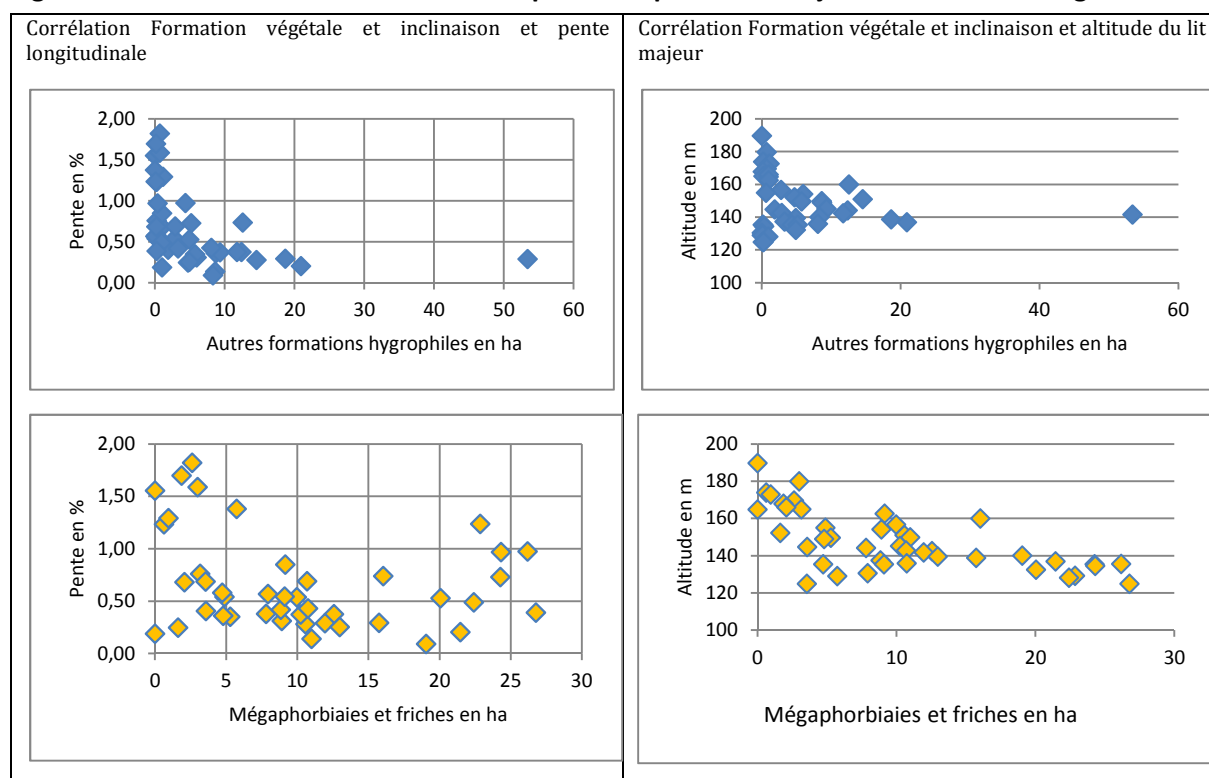 Corrélation Formation végétale et inclinaison et pente
longitudinale
Corrélation Formation végétale et inclinaison et altitude du lit
majeur
Pente en %
2,00
1,50
1,00
0,50
0,00
0 10 20 30 40 50 60
Autres formations hygrophiles en ha
Altitude en m
200
180
160
140
120
100
0 20 40 60
Autres formations hygrophiles en ha
Pente en %
2,00
1,50
1,00
0,50
0,00
0 5 10 15 20 25 30
Mégaphorbiaies et friches en ha
Altitude en m
200
180
160
140
120
100
0 10 20 30
Mégaphorbiaies et friches en ha